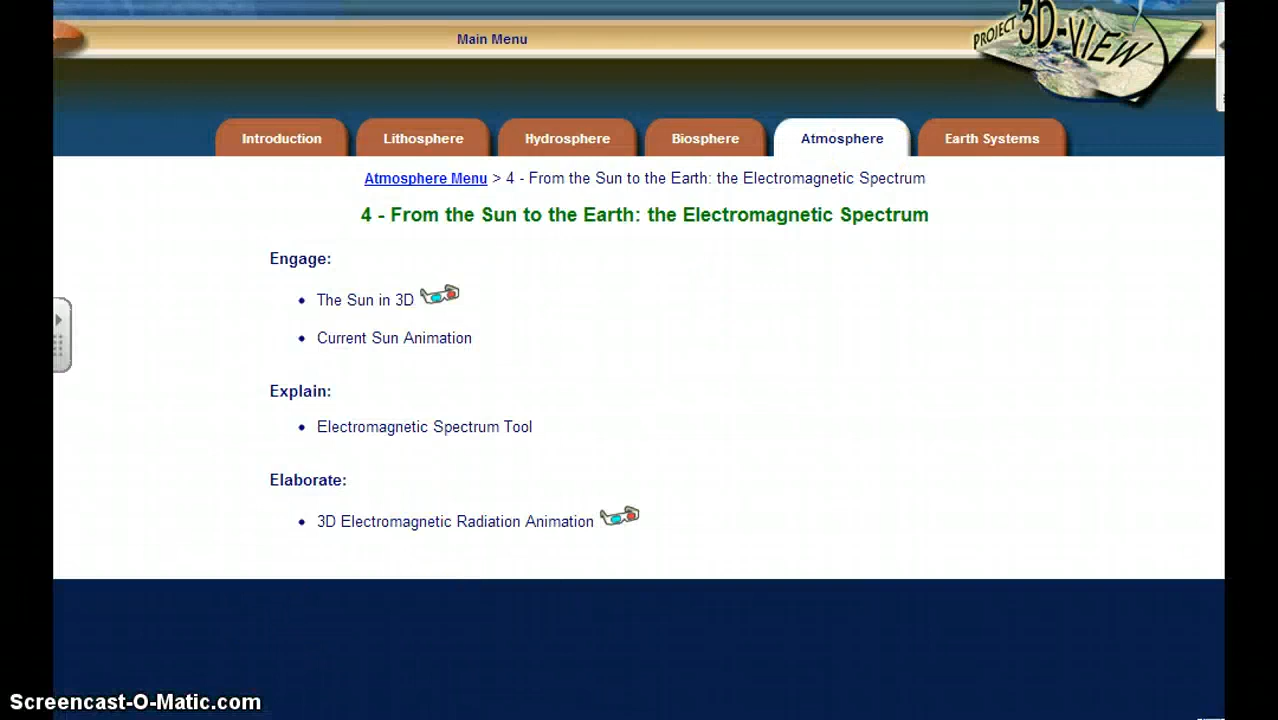 Main Menu
PROJECT 3D-VIEW
Introduction
Lithosphere
Hydrosphere
Biosphere
Atmosphere
Earth Systems
Atmosphere Menu > 4 - From the Sun to the Earth: the Electromagnetic Spectrum
4 - From the Sun to the Earth: the Electromagnetic Spectrum
Engage:
• The Sun in 3D
• Current Sun Animation
Explain:
• Electromagnetic Spectrum Tool
Elaborate:
• 3D Electromagnetic Radiation Animation
Screencast-O-Matic.com